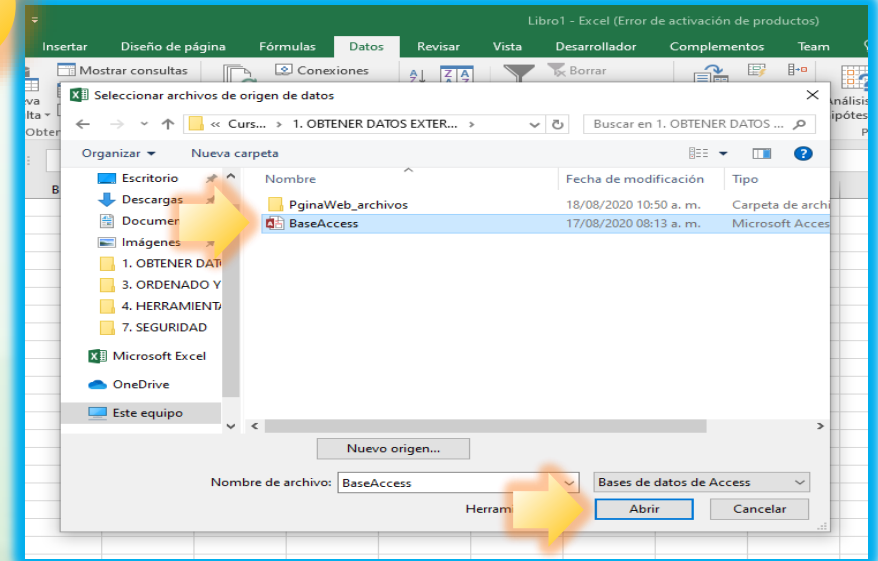 Libro1 - Excel (Error de activación de productos)
Insertar Diseño de página Fórmulas Datos Revisar Vista Desarrollador Complementos Team
Mostrar consultas Conexiones Borrar
Seleccionar archivos de origen de datos
« Curs... > 1. OBTENER DATOS EXTER... > Buscar en 1. OBTENER DATOS ...
Organizar Nueva carpeta
Escritorio Nombre Fecha de modificación Tipo
Descargas PginaWeb_archivos 18/08/2020 10:50 a. m. Carpeta de archi
Documen BaseAccess 17/08/2020 08:13 a. m. Microsoft Acces
Imágenes
1. OBTENER DAT
3. ORDENADO Y
4. HERRAMIENTA
7. SEGURIDAD
Microsoft Excel
OneDrive
Este equipo
Nuevo origen...
Nombre de archivo: BaseAccess Bases de datos de Access
Herram Abrir Cancelar